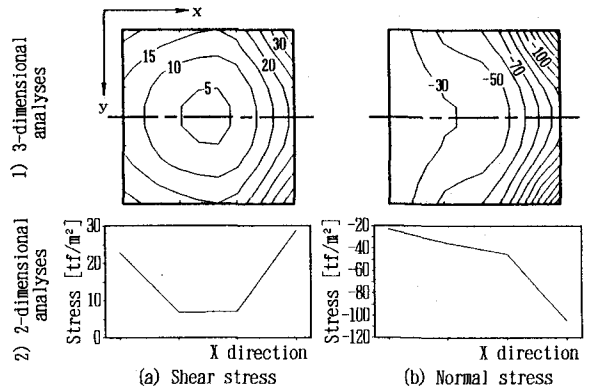 x
y
1) 3-dimensional analyses
15
10
5
20
30
-30
-50
-70
-100
2) 2-dimensional analyses
Stress [tf/m²]
30
20
10
0
X direction
Stress [tf/m²]
-20
-40
-60
-80
-100
-120
X direction
(a) Shear stress
(b) Normal stress